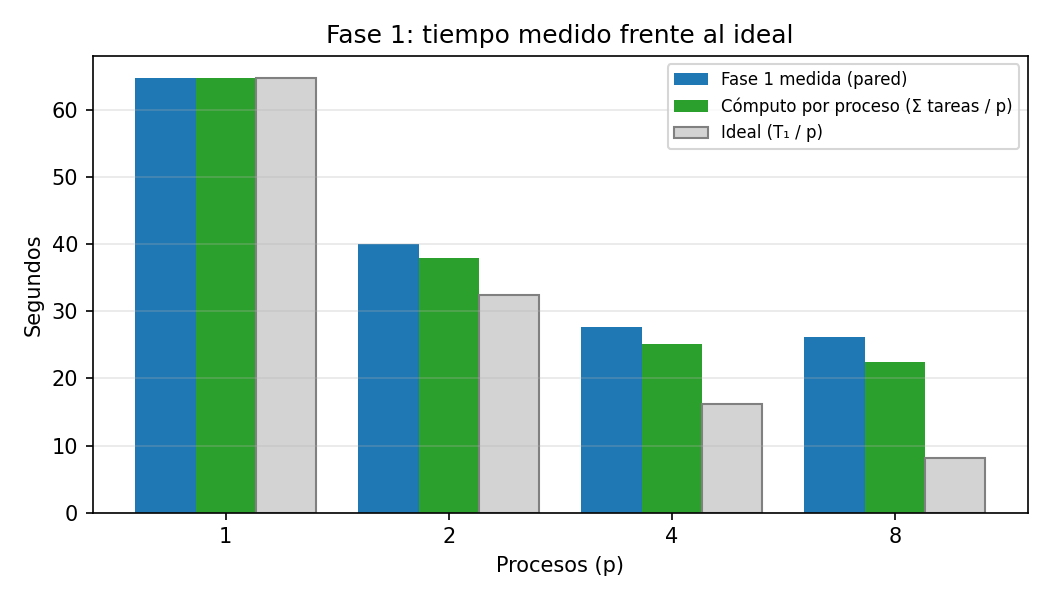 Fase 1: tiempo medido frente al ideal
Fase 1 medida (pared)
Cómputo por proceso (Σ tareas / p)
Ideal (T₁ / p)
Segundos
60
50
40
30
20
10
0
1 2 4 8
Procesos (p)